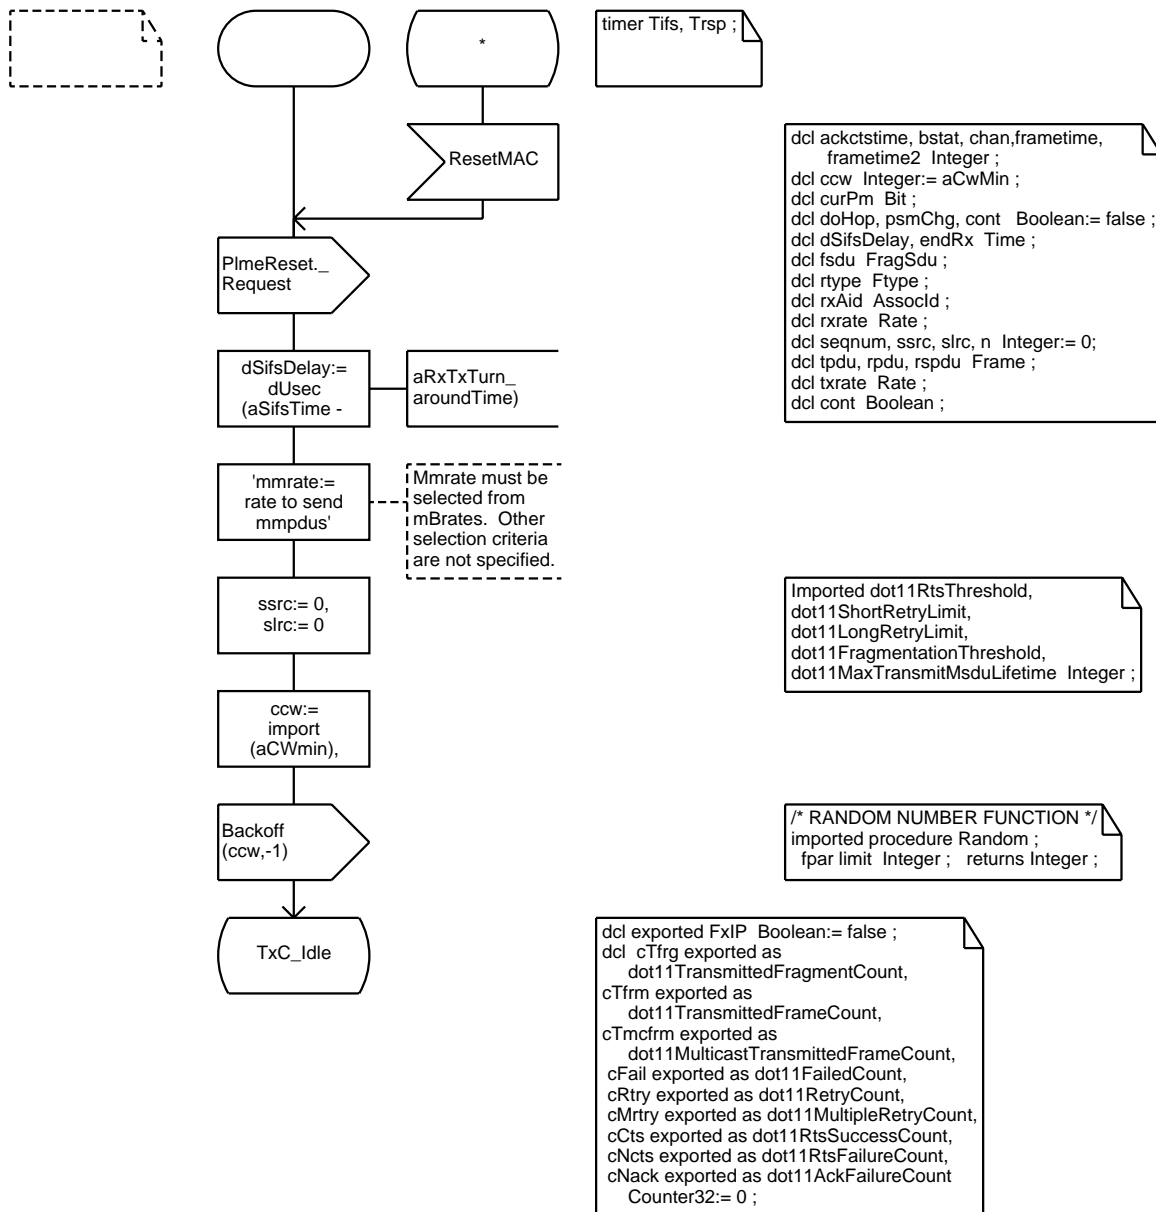 *
timer Tifs, Trsp ;
ResetMAC
dcl ackctstime, bstat, chan,frametime,
frametime2  Integer ;
dcl ccw  Integer:= aCwMin ;
dcl curPm  Bit ;
dcl doHop, psmChg, cont   Boolean:= false ;
dcl dSifsDelay, endRx  Time ;
dcl fsdu  FragSdu ;
dcl rtype  Ftype ;
dcl rxAid  AssocId ;
dcl rxrate  Rate ;
dcl seqnum, ssrc, slrc, n  Integer:= 0;
dcl tpdu, rpdu, rspdu  Frame ;
dcl txrate  Rate ;
dcl cont  Boolean ;
PlmeReset._
Request
dSifsDelay:=
dUsec
(aSifsTime -
aRxTxTurn_
aroundTime)
'mmrate:=
rate to send
mmpdus'
Mmrate must be
selected from
mBrates.  Other
selection criteria
are not specified.
ssrc:= 0,
slrc:= 0
Imported dot11RtsThreshold,
dot11ShortRetryLimit,
dot11LongRetryLimit,
dot11FragmentationThreshold,
dot11MaxTransmitMsduLifetime  Integer ;
ccw:=
import
(aCWmin),
Backoff
(ccw,-1)
/* RANDOM NUMBER FUNCTION */
imported procedure Random ;
fpar limit  Integer ;   returns Integer ;
TxC_Idle
dcl exported FxIP  Boolean:= false ;
dcl  cTfrg exported as
dot11TransmittedFragmentCount,
cTfrm exported as
dot11TransmittedFrameCount,
cTmcfrm exported as
dot11MulticastTransmittedFrameCount,
cFail exported as dot11FailedCount,
cRtry exported as dot11RetryCount,
cMrtry exported as dot11MultipleRetryCount,
cCts exported as dot11RtsSuccessCount,
cNcts exported as dot11RtsFailureCount,
cNack exported as dot11AckFailureCount
Counter32:= 0 ;